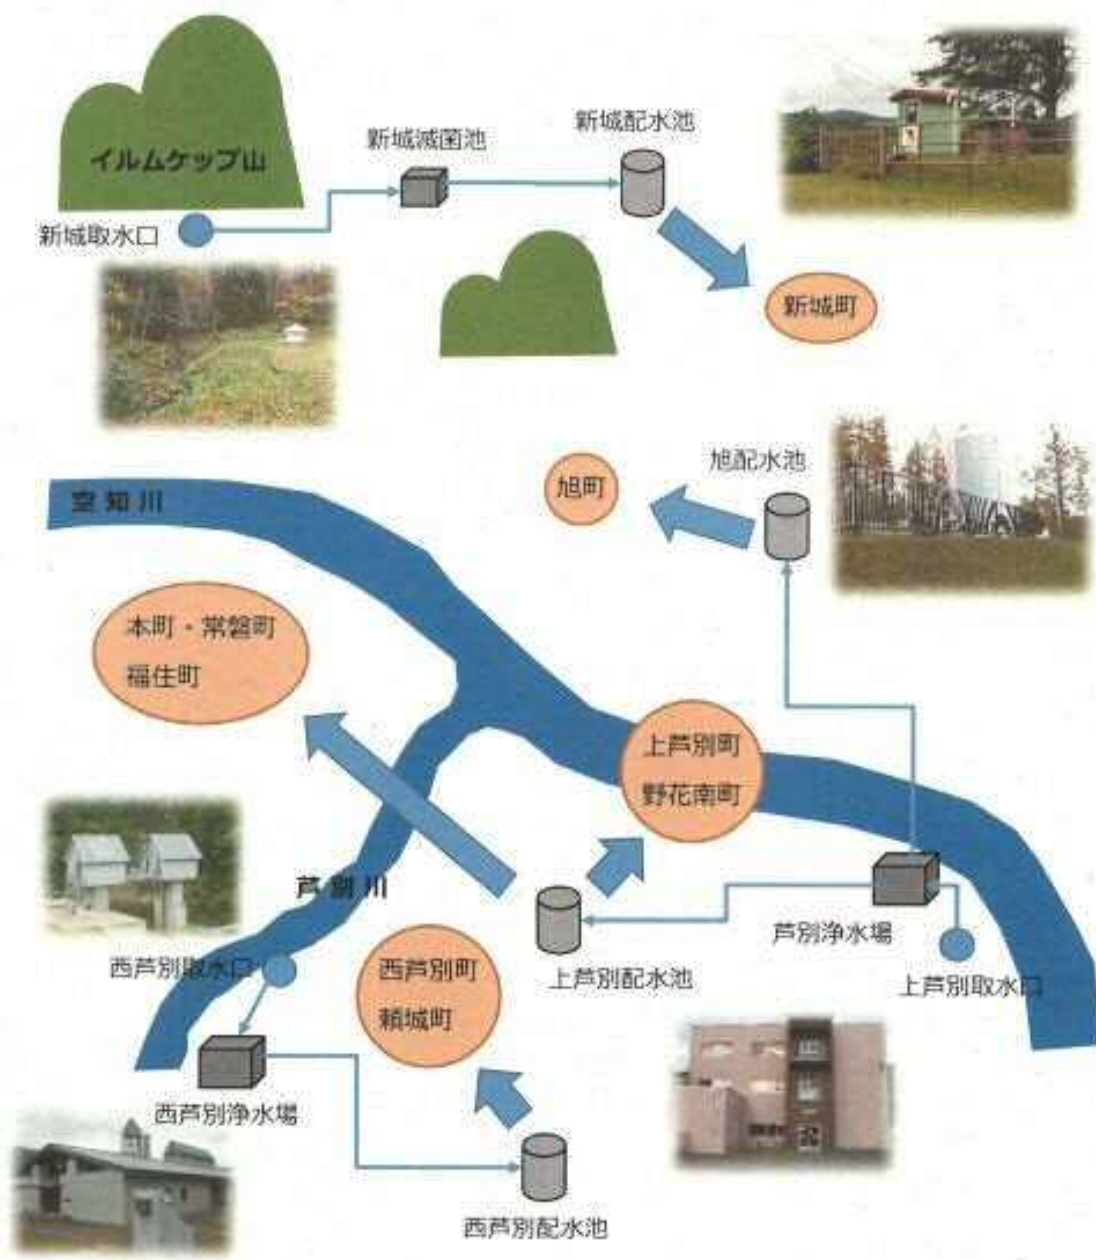 イルムケップ山
新城滅菌池
新城配水池
新城取水口
新城町
旭配水池
旭町
空知川
本町・常盤町
福住町
上芦別町
野花南町
芦別川
芦別浄水場
西芦別取水口
西芦別町
頼城町
上芦別配水池
上芦別取水口
西芦別浄水場
西芦別配水池